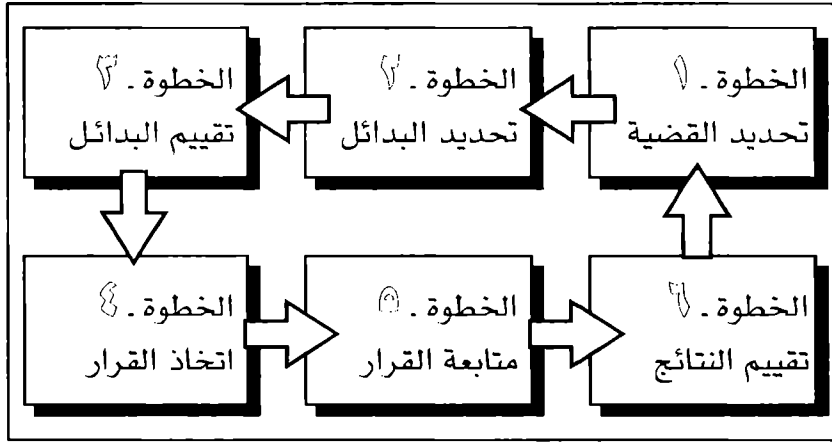 الخطوة ـ ١
تحديد القضية
الخطوة ـ ٢
تحديد البدائل
الخطوة ـ ٣
تقييم البدائل
الخطوة ـ ٤
اتخاذ القرار
الخطوة ـ ٥
متابعة القرار
الخطوة ـ ٦
تقييم النتائج